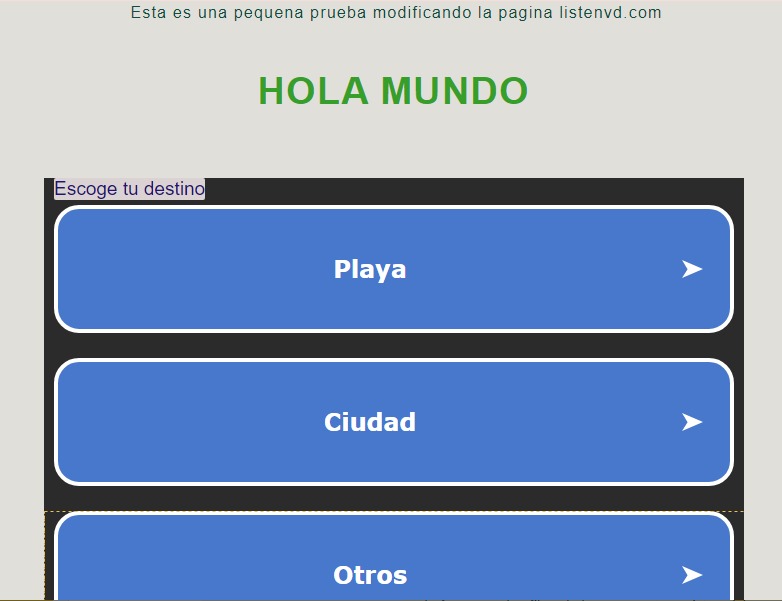 Esta es una pequena prueba modificando la pagina listenvd.com
HOLA MUNDO
Escoge tu destino
Playa
Ciudad
Otros